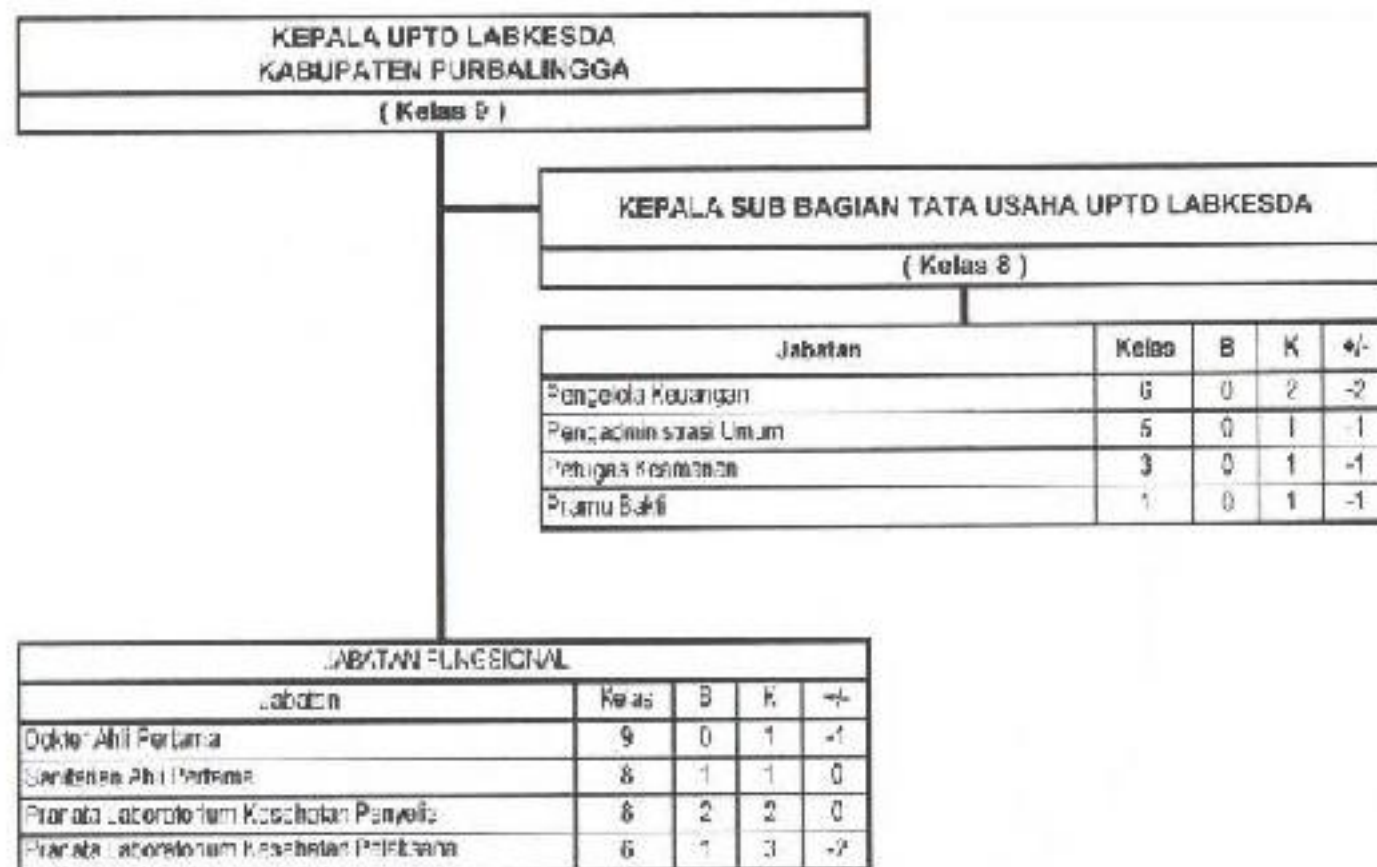 KEPALA UPTD LABKESDA
KABUPATEN PURBALINGGA
( Kelas 9 )
KEPALA SUB BAGIAN TATA USAHA UPTD LABKESDA
( Kelas 8 )
Jabatan Kelas B K +/-
Pengelola Keuangan 6 0 2 -2
Pengadministrasi Umum 5 0 1 -1
Petugas Keamanan 3 0 1 -1
Pramu Bakti 1 0 1 -1
JABATAN FUNGSIONAL
Jabatan Kelas B K +/-
Dokter Ahli Pertama 9 0 1 -1
Sanitarian Ahli Pertama 8 1 1 0
Pranata Laboratorium Kesehatan Penyelia 8 2 2 0
Pranata Laboratorium Kesehatan Pelaksana 6 1 3 -2